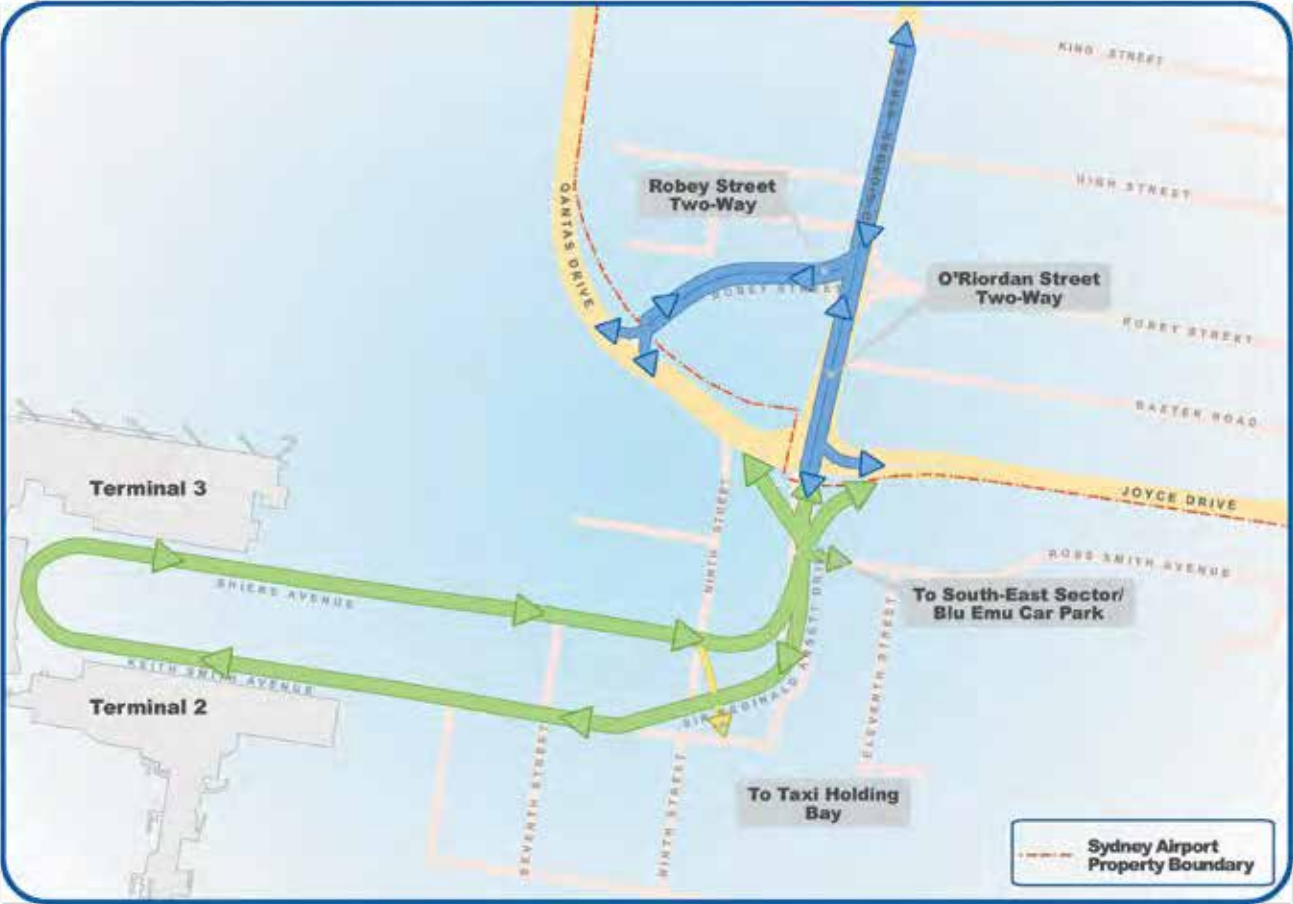 KING STREET
O'RIORDAN STREET
HIGH STREET
Robey Street
Two-Way
QANTAS DRIVE
O'Riordan Street
Two-Way
ROBEY STREET
ROBEY STREET
BAXTER ROAD
Terminal 3
JOYCE DRIVE
NINTH STREET
ROSS SMITH AVENUE
SHIERS AVENUE
To South-East Sector/
Blu Emu Car Park
KEITH SMITH AVENUE
SIR REGINALD ANSETT DRIVE
ELEVENTH STREET
Terminal 2
SEVENTH STREET
NINTH STREET
To Taxi Holding
Bay
Sydney Airport
Property Boundary